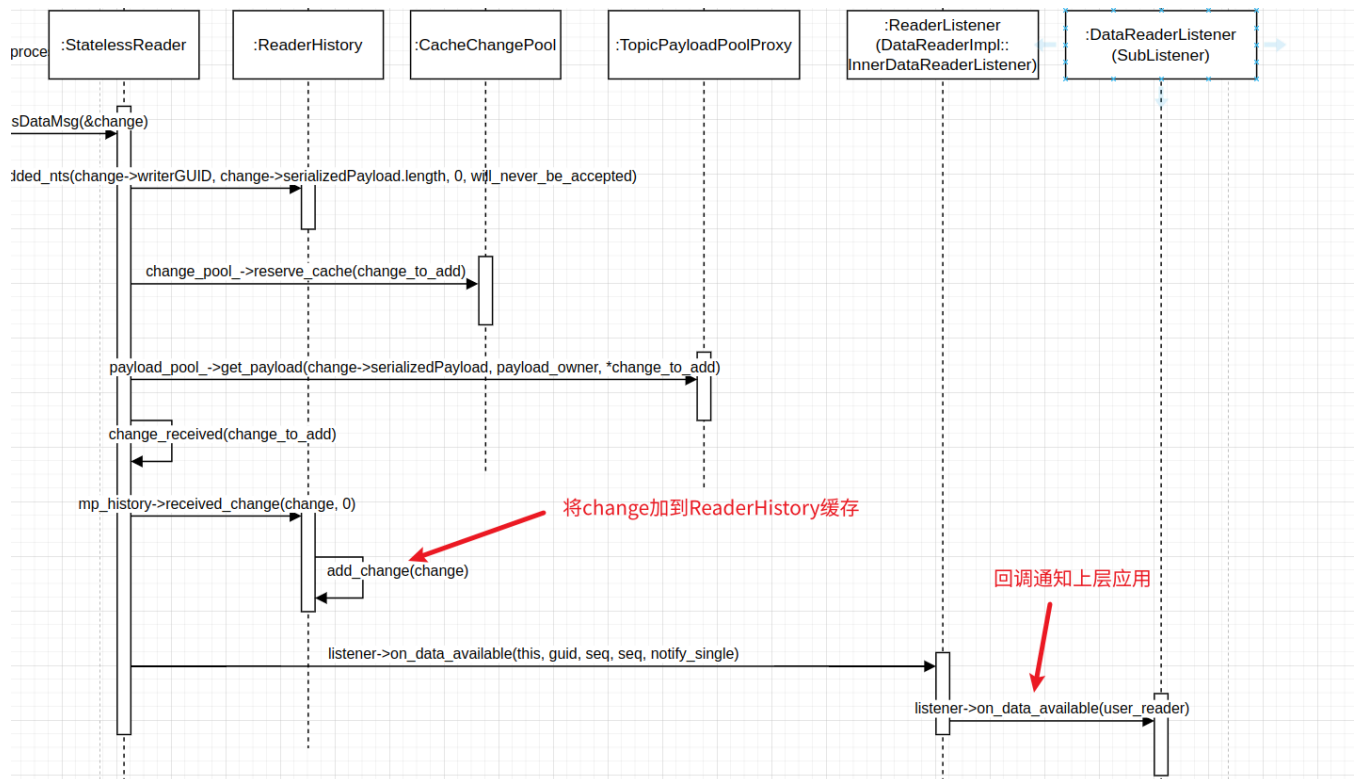 proce
:StatelessReader
:ReaderHistory
:CacheChangePool
:TopicPayloadPoolProxy
:ReaderListener
(DataReaderImpl::
InnerDataReaderListener)
:DataReaderListener
(SubListener)
sDataMsg(&change)
dded_nts(change->writerGUID, change->serializedPayload.length, 0, will_never_be_accepted)
change_pool_->reserve_cache(change_to_add)
payload_pool_->get_payload(change->serializedPayload, payload_owner, *change_to_add)
change_received(change_to_add)
mp_history->received_change(change, 0)
将change加到ReaderHistory缓存
add_change(change)
回调通知上层应用
listener->on_data_available(this, guid, seq, seq, notify_single)
listener->on_data_available(user_reader)